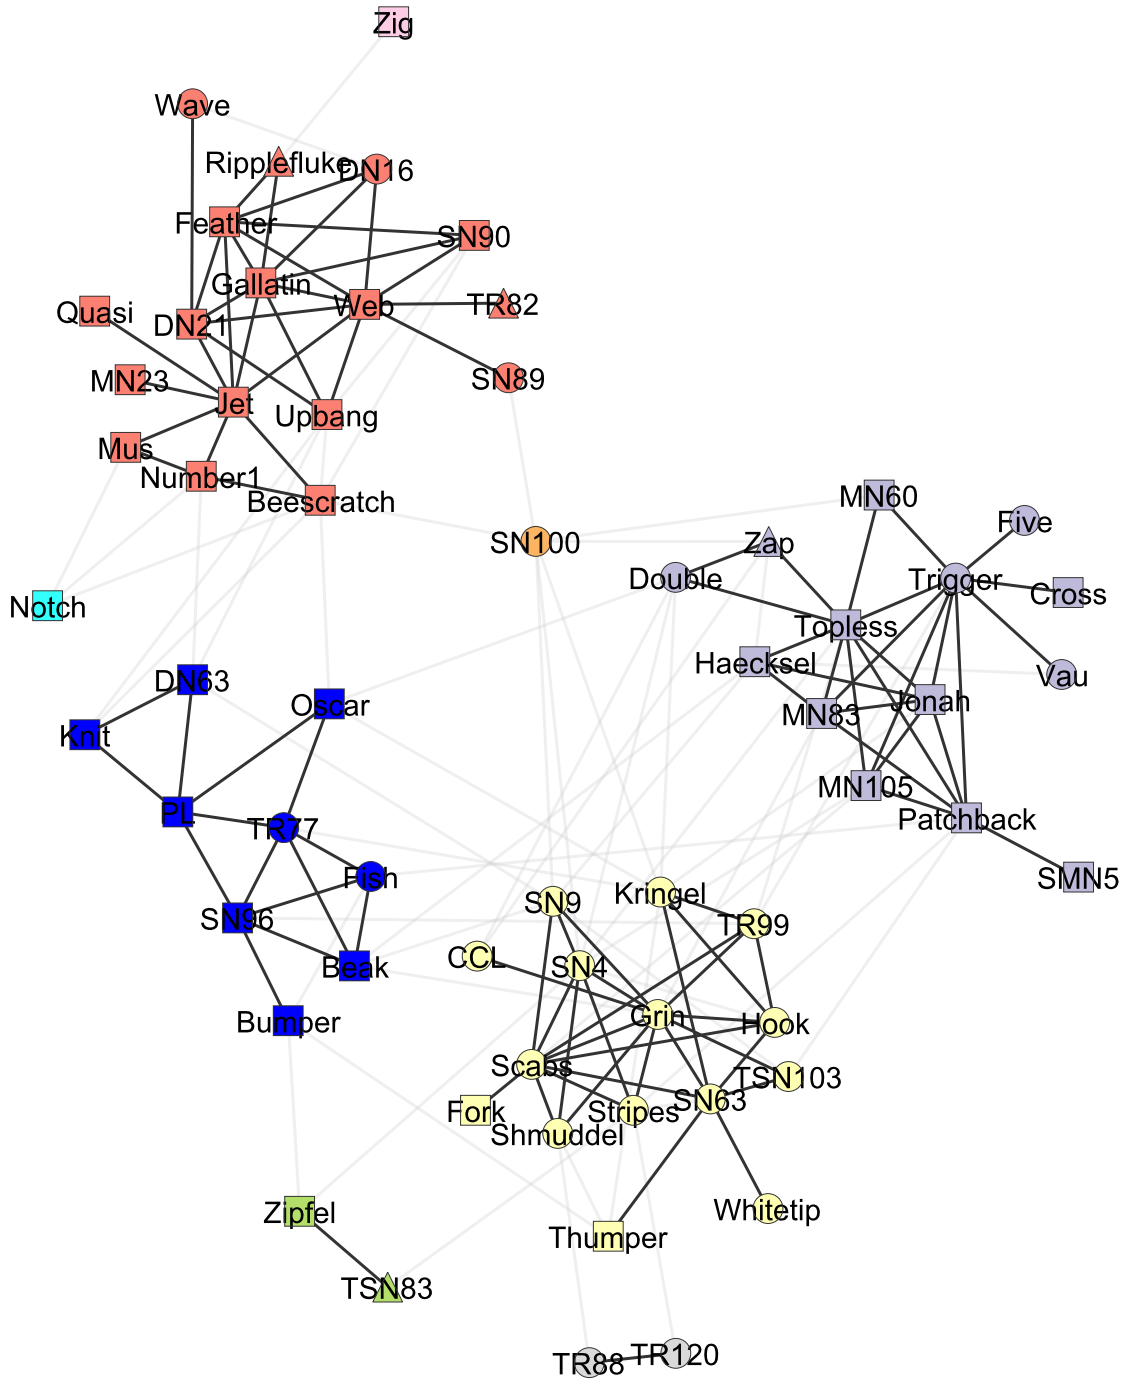 Zig
Wave
Ripplefluke
DN16
Feather
SN90
Gallatin
Web
TR82
Quasi
DN21
MN23
SN89
Jet
Upbang
Mus
Number1
Beescratch
MN60
Five
SN100
Zap
Double
Trigger
Cross
Notch
Topless
Haecksel
Vau
DN63
Oscar
Jonah
MN83
Knit
MN105
PL
TR77
Patchback
Fish
SMN5
Kringel
SN9
SN96
TR99
CCL
SN4
Beak
Grin
Bumper
Hook
Scabs
TSN103
SN63
Fork
Stripes
Shmuddel
Zipfel
Whitetip
Thumper
TSN83
TR88
TR120